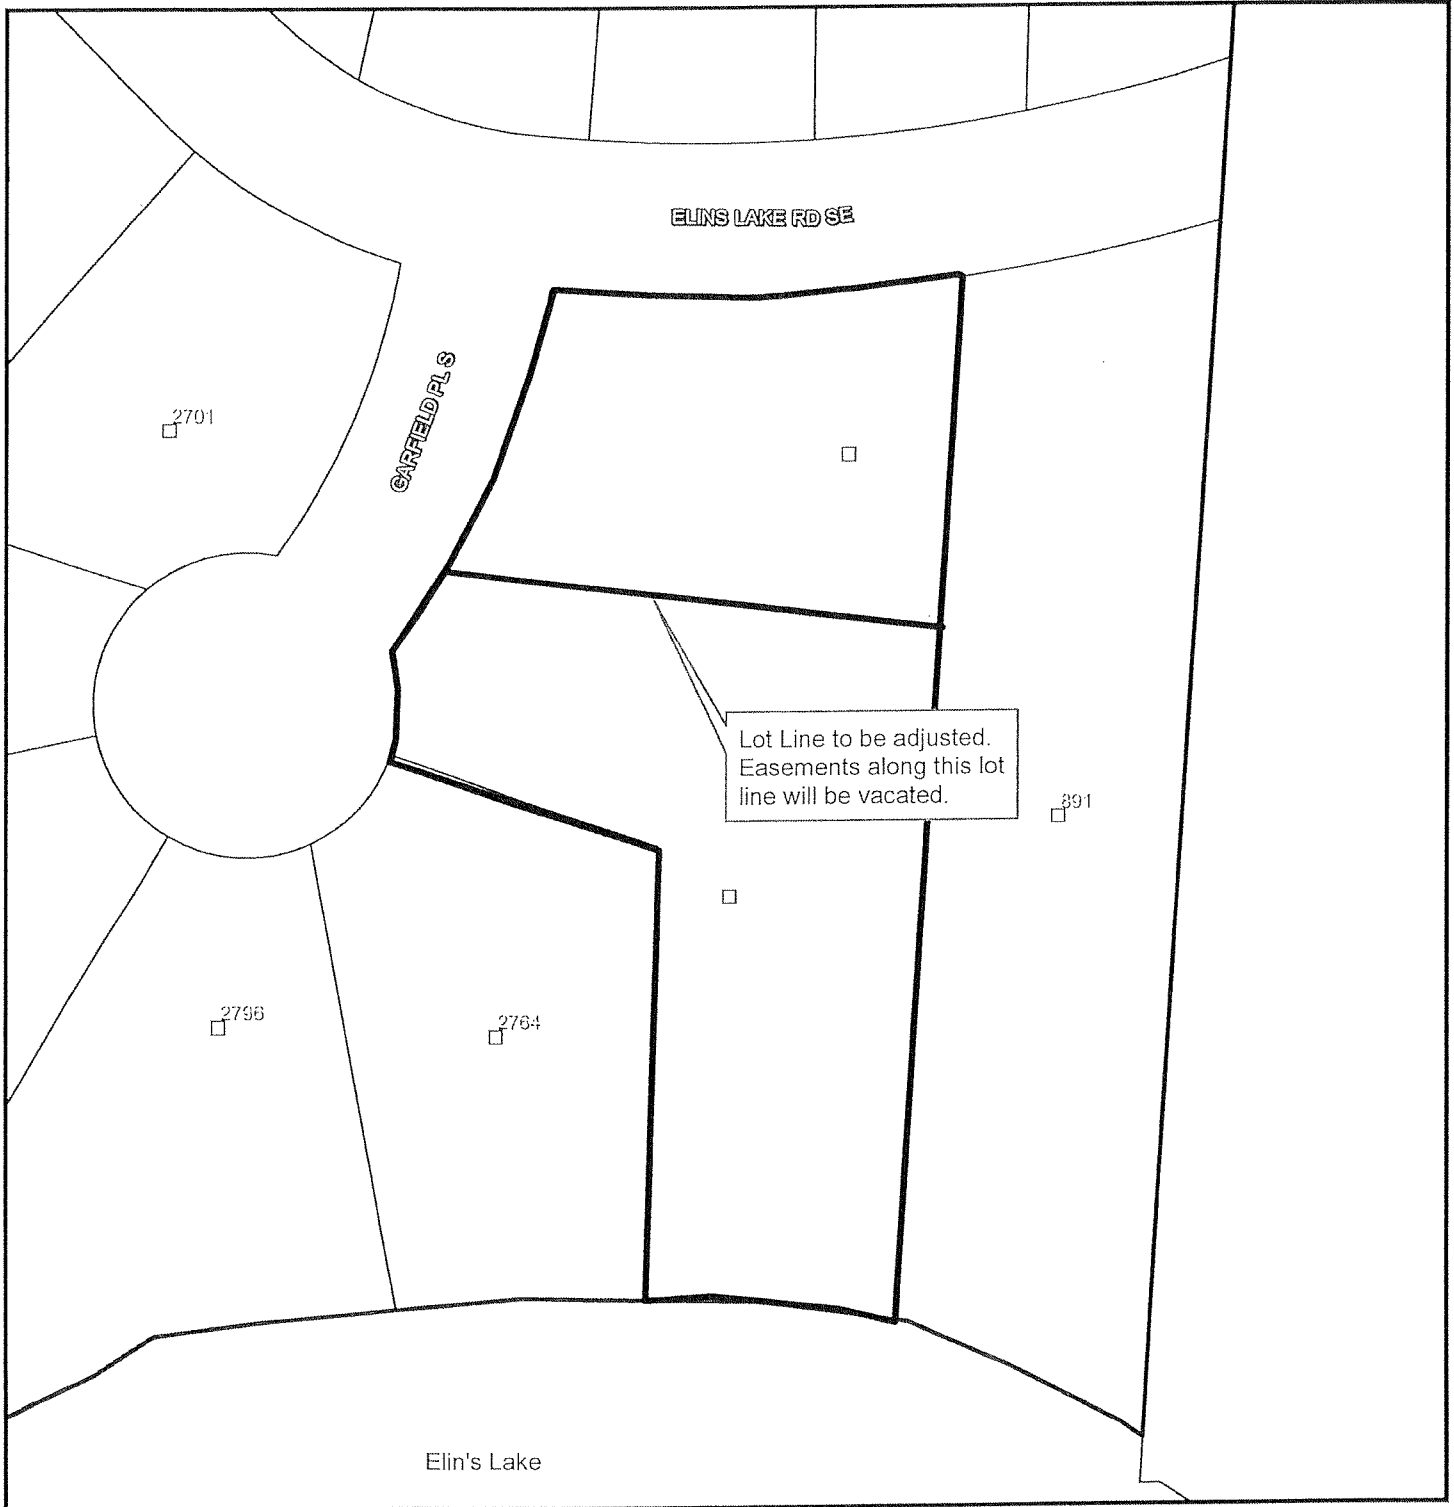 ELINS LAKE RD SE
GARFIELD PL S
2701
Lot Line to be adjusted.
Easements along this lot
line will be vacated.
891
2796
2764
Elin's Lake